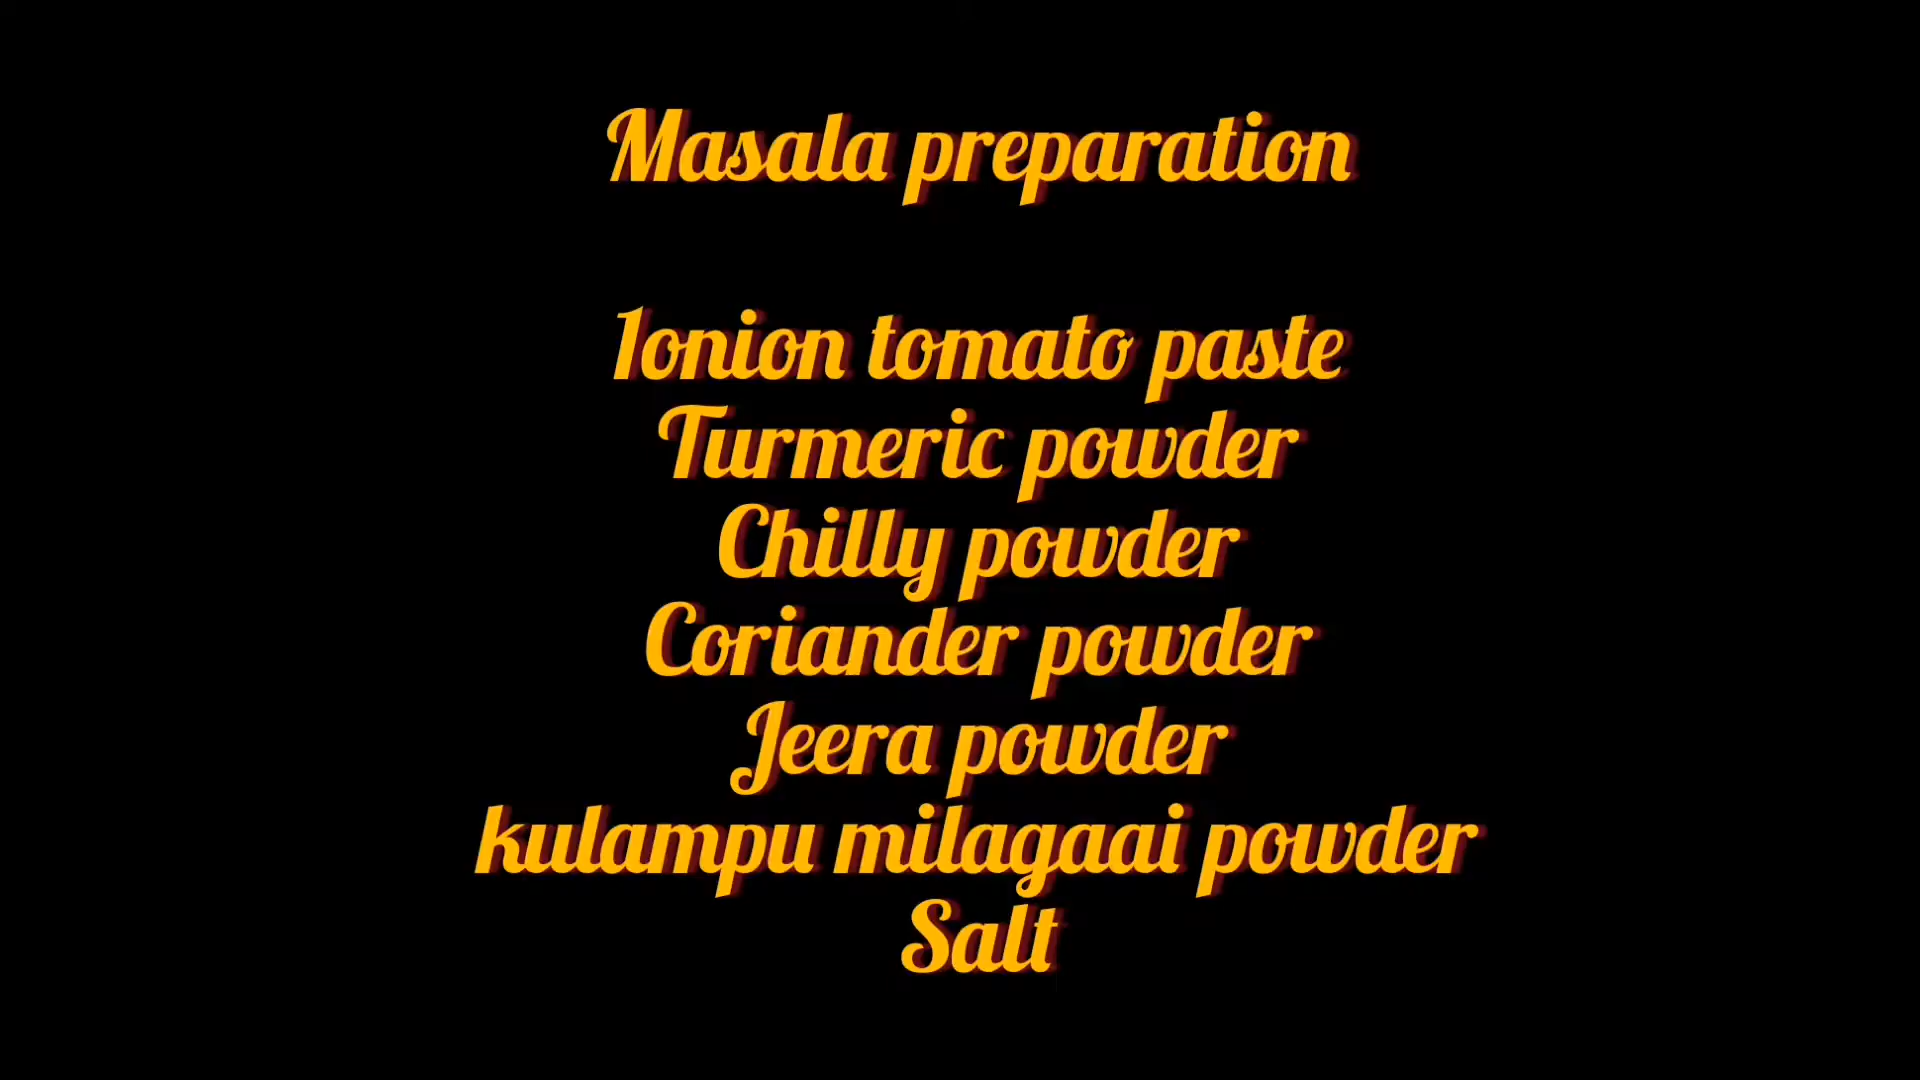 Masala preparation
1onion tomato paste
Turmeric powder
Chilly powder
Coriander powder
Jeera powder
kulampu milagaai powder
Salt